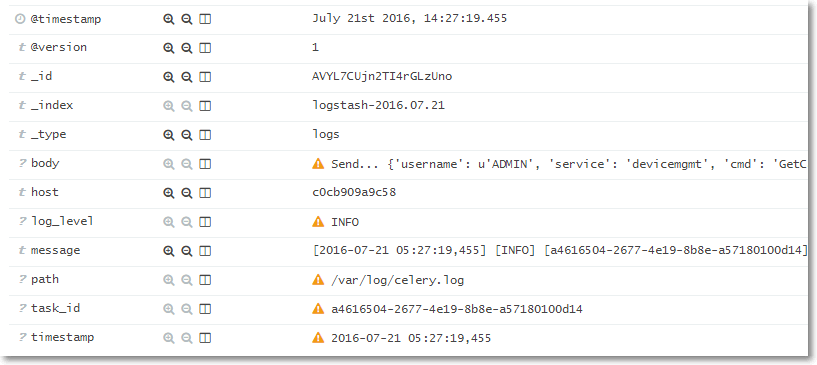 @timestamp July 21st 2016, 14:27:19.455
t @version 1
t _id AVYL7CUjn2TI4rGLzUno
t _index logstash-2016.07.21
t _type logs
? body Send... {'username': u'ADMIN', 'service': 'devicemgmt', 'cmd': 'GetC
t host c0cb909a9c58
? log_level INFO
t message [2016-07-21 05:27:19,455] [INFO] [a4616504-2677-4e19-8b8e-a57180100d14]
? path /var/log/celery.log
? task_id a4616504-2677-4e19-8b8e-a57180100d14
? timestamp 2016-07-21 05:27:19,455